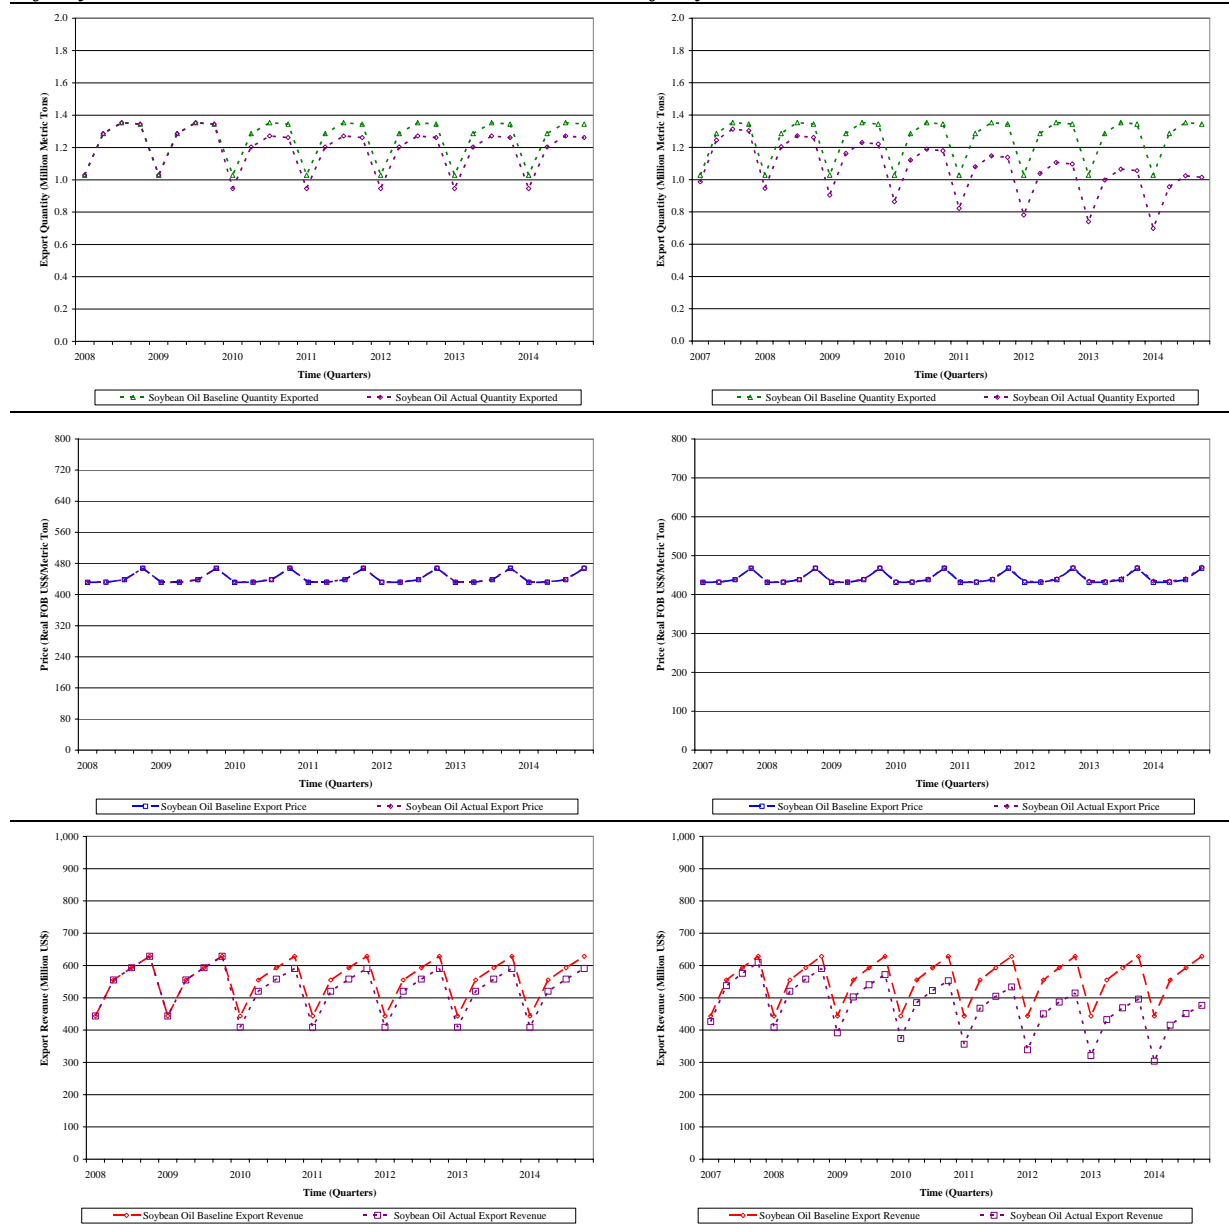 2.0
1.8
1.6
1.4
1.2
1.0
0.8
0.6
0.4
0.2
0.0
Export Quantity (Million Metric Tons)
2008 2009 2010 2011 2012 2013 2014
Time (Quarters)
Soybean Oil Baseline Quantity Exported Soybean Oil Actual Quantity Exported
2.0
1.8
1.6
1.4
1.2
1.0
0.8
0.6
0.4
0.2
0.0
Export Quantity (Million Metric Tons)
2007 2008 2009 2010 2011 2012 2013 2014
Time (Quarters)
Soybean Oil Baseline Quantity Exported Soybean Oil Actual Quantity Exported
800
720
640
560
480
400
320
240
160
80
0
Price (Real FOB US$/Metric Ton)
2008 2009 2010 2011 2012 2013 2014
Time (Quarters)
Soybean Oil Baseline Export Price Soybean Oil Actual Export Price
800
700
600
500
400
300
200
100
0
Price (Real FOB US$/Metric Ton)
2007 2008 2009 2010 2011 2012 2013 2014
Time (Quarters)
Soybean Oil Baseline Export Price Soybean Oil Actual Export Price
1,000
900
800
700
600
500
400
300
200
100
0
Export Revenue (Million US$)
2008 2009 2010 2011 2012 2013 2014
Time (Quarters)
Soybean Oil Baseline Export Revenue Soybean Oil Actual Export Revenue
1,000
900
800
700
600
500
400
300
200
100
0
Export Revenue (Million US$)
2007 2008 2009 2010 2011 2012 2013 2014
Time (Quarters)
Soybean Oil Baseline Export Revenue Soybean Oil Actual Export Revenue